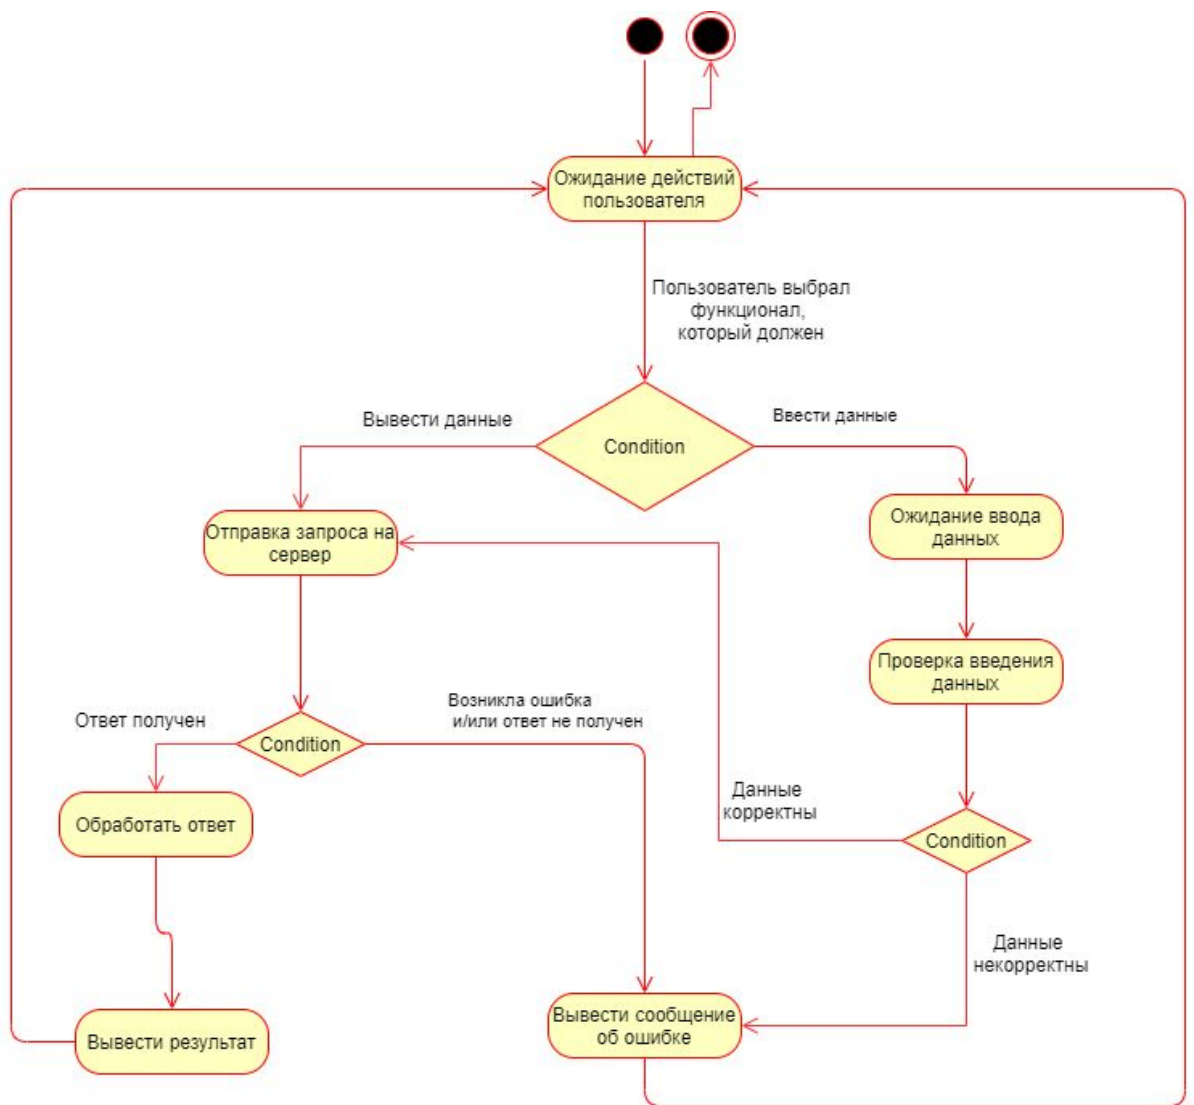 Ожидание действий
пользователя
Пользователь выбрал
функционал,
который должен
Вывести данные
Ввести данные
Condition
Отправка запроса на
сервер
Ожидание ввода
данных
Проверка введения
данных
Ответ получен
Возникла ошибка
и/или ответ не получен
Condition
Данные
корректны
Обработать ответ
Condition
Данные
некорректны
Вывести результат
Вывести сообщение
об ошибке